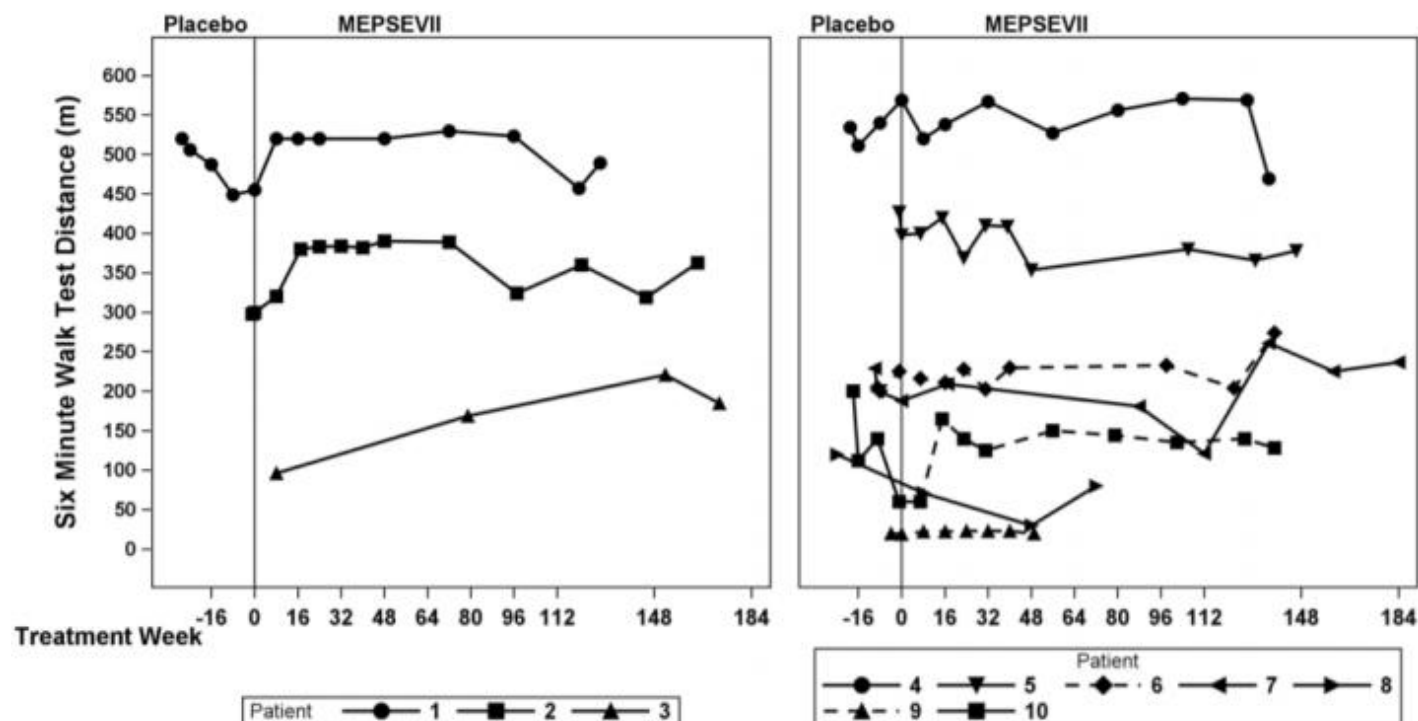 Placebo MEPSEVII Placebo MEPSEVII
Six Minute Walk Test Distance (m)
600
550
500
450
400
350
300
250
200
150
100
50
0
-16 0 16 32 48 64 80 96 112 148 184 -16 0 16 32 48 64 80 96 112 148 184
Treatment Week
Patient 1 2 3
Patient
4 5 6 7 8
9 10